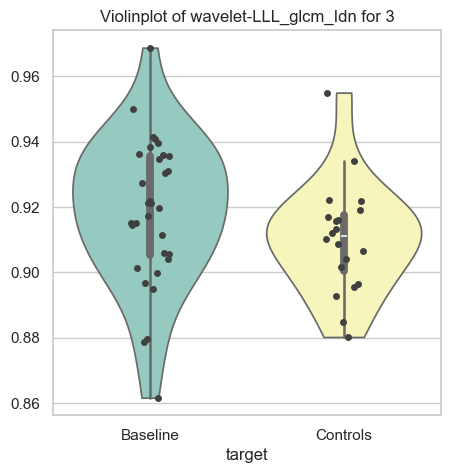 Violinplot of wavelet-LLL_glcm_Idn for 3
0.96
0.94
0.92
0.90
0.88
0.86
Baseline
Controls
target